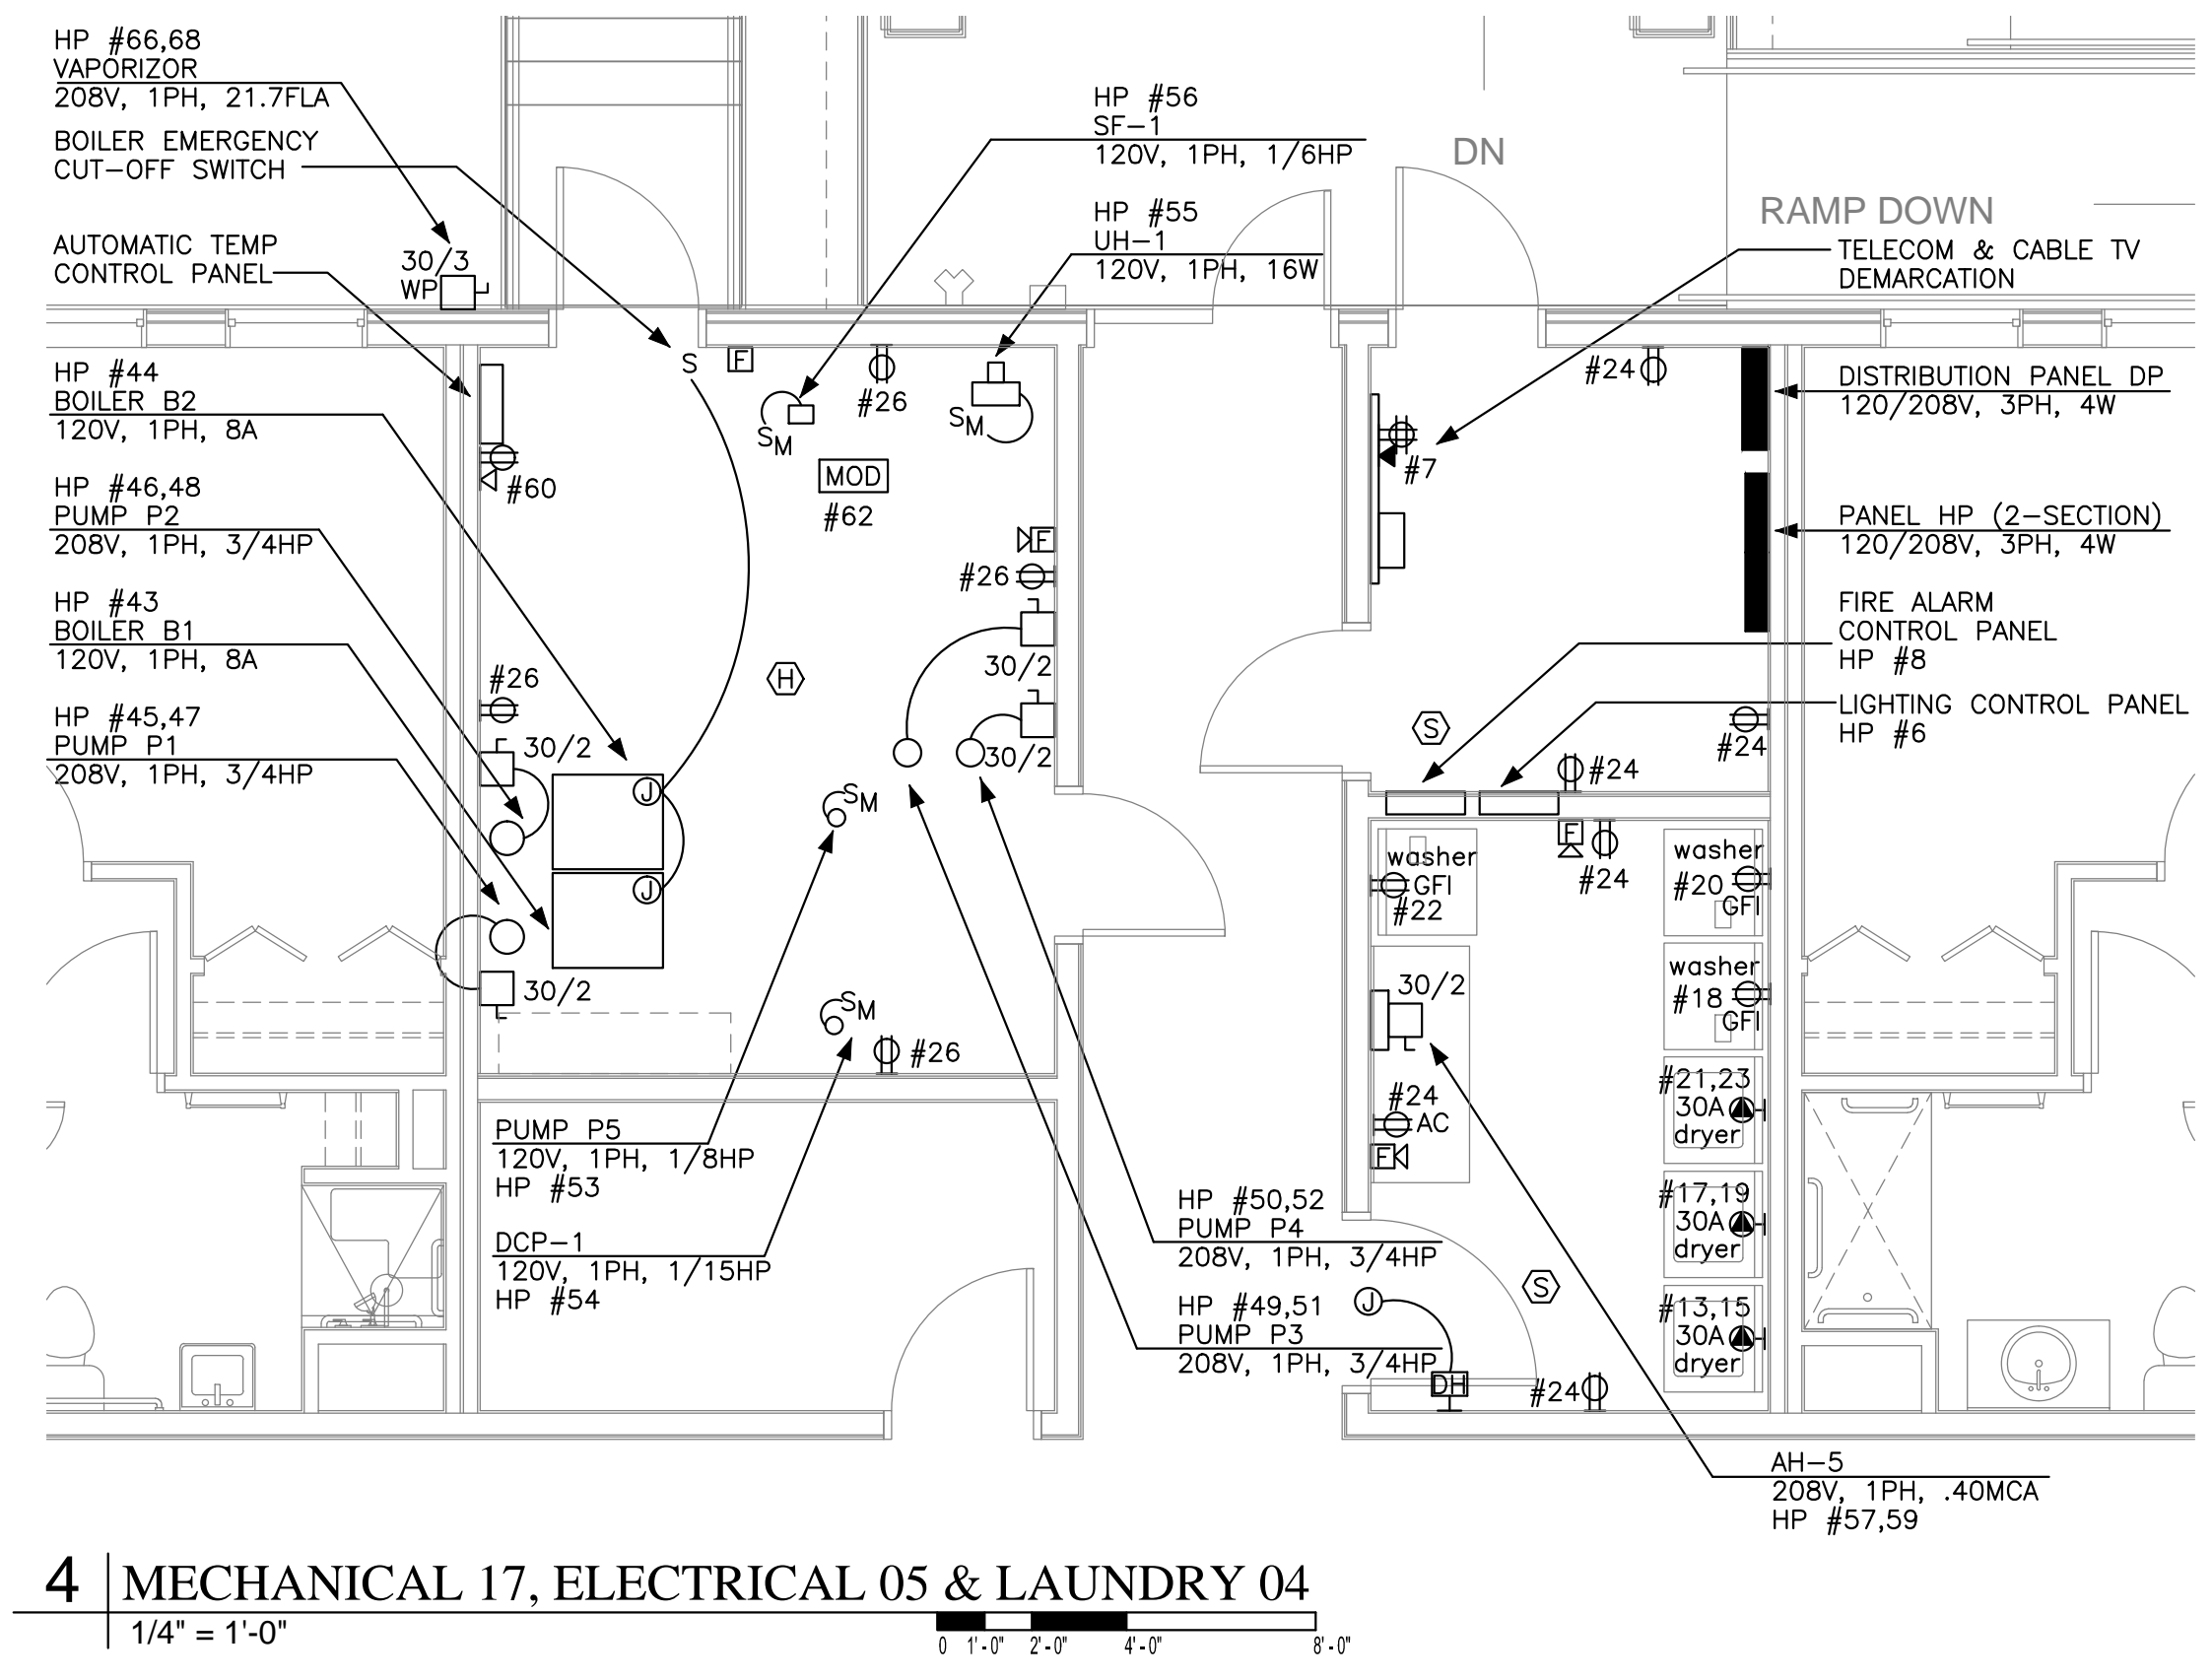 HP #66,68
VAPORIZOR
208V, 1PH, 21.7FLA
BOILER EMERGENCY
CUT-OFF SWITCH
AUTOMATIC TEMP
CONTROL PANEL
30/3
WP
HP #44
BOILER B2
120V, 1PH, 8A
HP #46,48
PUMP P2
208V, 1PH, 3/4HP
HP #43
BOILER B1
120V, 1PH, 8A
HP #45,47
PUMP P1
208V, 1PH, 3/4HP
HP #56
SF-1
120V, 1PH, 1/6HP
HP #55
UH-1
120V, 1PH, 16W
DN
RAMP DOWN
TELECOM & CABLE TV
DEMARCATION
DISTRIBUTION PANEL DP
120/208V, 3PH, 4W
PANEL HP (2-SECTION)
120/208V, 3PH, 4W
FIRE ALARM
CONTROL PANEL
HP #8
LIGHTING CONTROL PANEL
HP #6
S
F
#26
SM
SM
#60
MOD
#62
F
#26
30/2
30/2
H
#26
30/2
J
J
SM
30/2
SM
#26
#24
#7
S
#24
#24
F
#24
washer
GFI
#22
washer
#20
GFI
washer
#18
GFI
30/2
#24
AC
F
#21,23
30A
dryer
#17,19
30A
dryer
#13,15
30A
dryer
S
J
DH
#24
PUMP P5
120V, 1PH, 1/8HP
HP #53
DCP-1
120V, 1PH, 1/15HP
HP #54
HP #50,52
PUMP P4
208V, 1PH, 3/4HP
HP #49,51
PUMP P3
208V, 1PH, 3/4HP
AH-5
208V, 1PH, .40MCA
HP #57,59
4
MECHANICAL 17, ELECTRICAL 05 & LAUNDRY 04
1/4" = 1'-0"
0 1'-0" 2'-0" 4'-0" 8'-0"